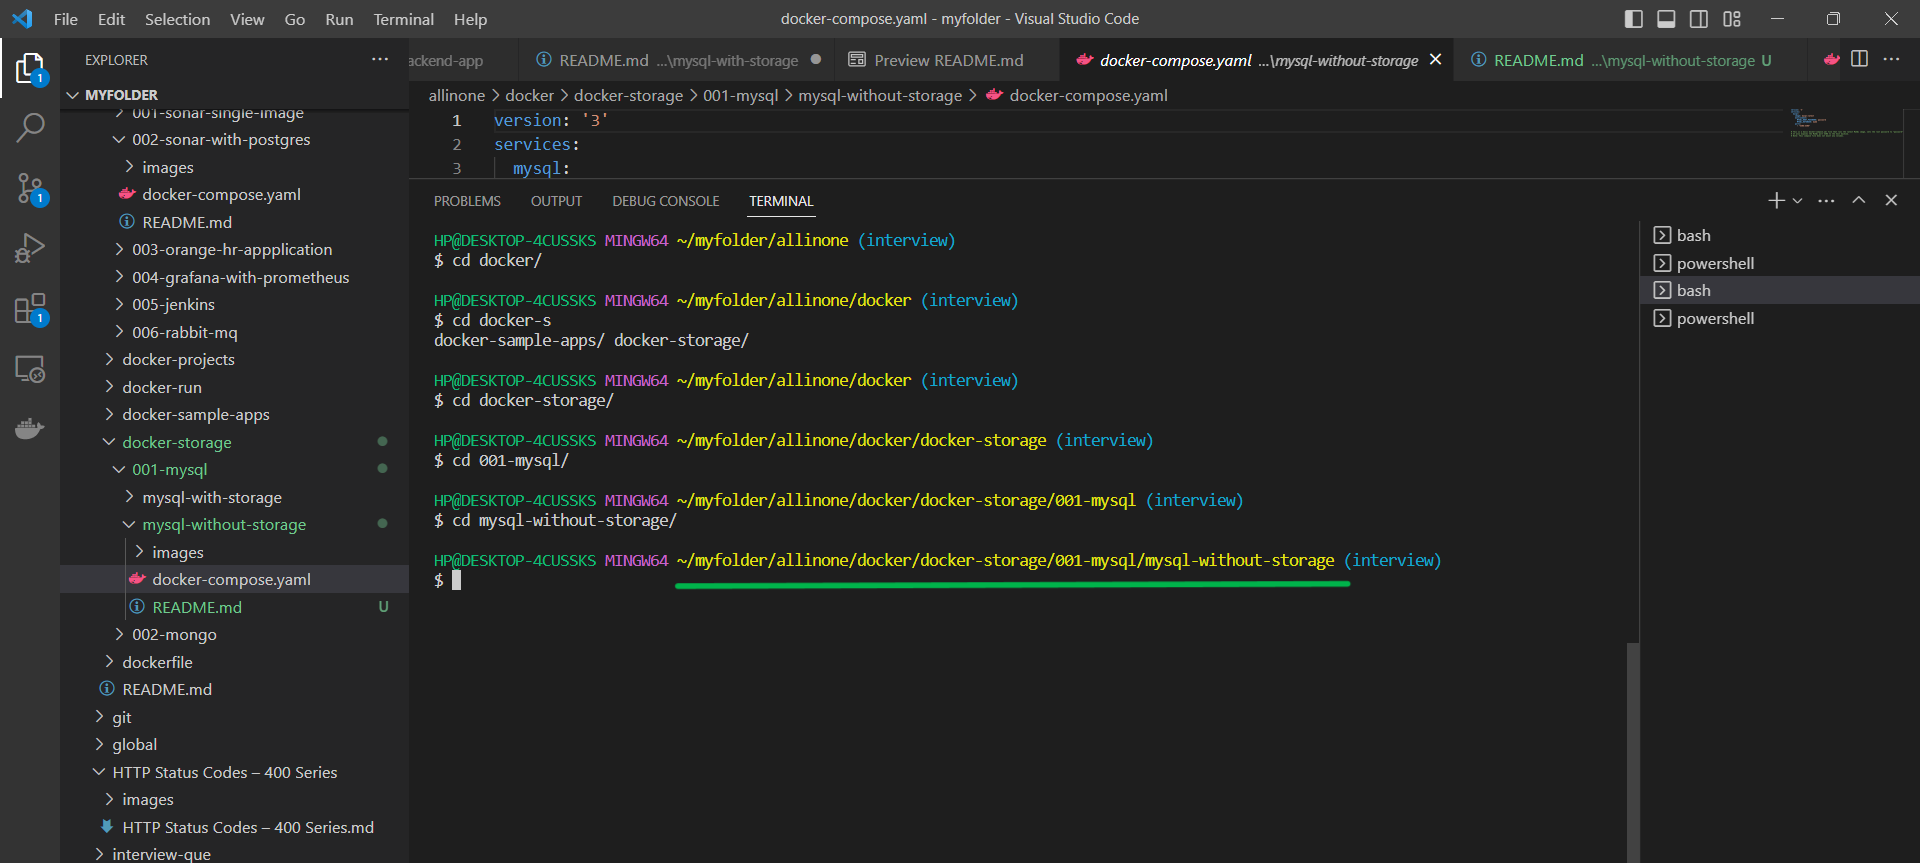 File Edit Selection View Go Run Terminal Help
docker-compose.yaml - myfolder - Visual Studio Code
EXPLORER
MYFOLDER
001-sonar-single-image
002-sonar-with-postgres
images
docker-compose.yaml
README.md
003-orange-hr-appplication
004-grafana-with-prometheus
005-jenkins
006-rabbit-mq
docker-projects
docker-run
docker-sample-apps
docker-storage
001-mysql
mysql-with-storage
mysql-without-storage
images
docker-compose.yaml
README.md U
002-mongo
dockerfile
README.md
git
global
HTTP Status Codes – 400 Series
images
HTTP Status Codes – 400 Series.md
interview-que
1
1
1
ackend-app
README.md ...\mysql-with-storage
Preview README.md
docker-compose.yaml ...\mysql-without-storage
README.md ...\mysql-without-storage U
allinone > docker > docker-storage > 001-mysql > mysql-without-storage > docker-compose.yaml
1 version: '3'
2 services:
3 mysql:
PROBLEMS OUTPUT DEBUG CONSOLE TERMINAL
HP@DESKTOP-4CUSSKS MINGW64 ~/myfolder/allinone (interview)
$ cd docker/
HP@DESKTOP-4CUSSKS MINGW64 ~/myfolder/allinone/docker (interview)
$ cd docker-s
docker-sample-apps/ docker-storage/
HP@DESKTOP-4CUSSKS MINGW64 ~/myfolder/allinone/docker (interview)
$ cd docker-storage/
HP@DESKTOP-4CUSSKS MINGW64 ~/myfolder/allinone/docker/docker-storage (interview)
$ cd 001-mysql/
HP@DESKTOP-4CUSSKS MINGW64 ~/myfolder/allinone/docker/docker-storage/001-mysql (interview)
$ cd mysql-without-storage/
HP@DESKTOP-4CUSSKS MINGW64 ~/myfolder/allinone/docker/docker-storage/001-mysql/mysql-without-storage (interview)
$
bash
powershell
bash
powershell